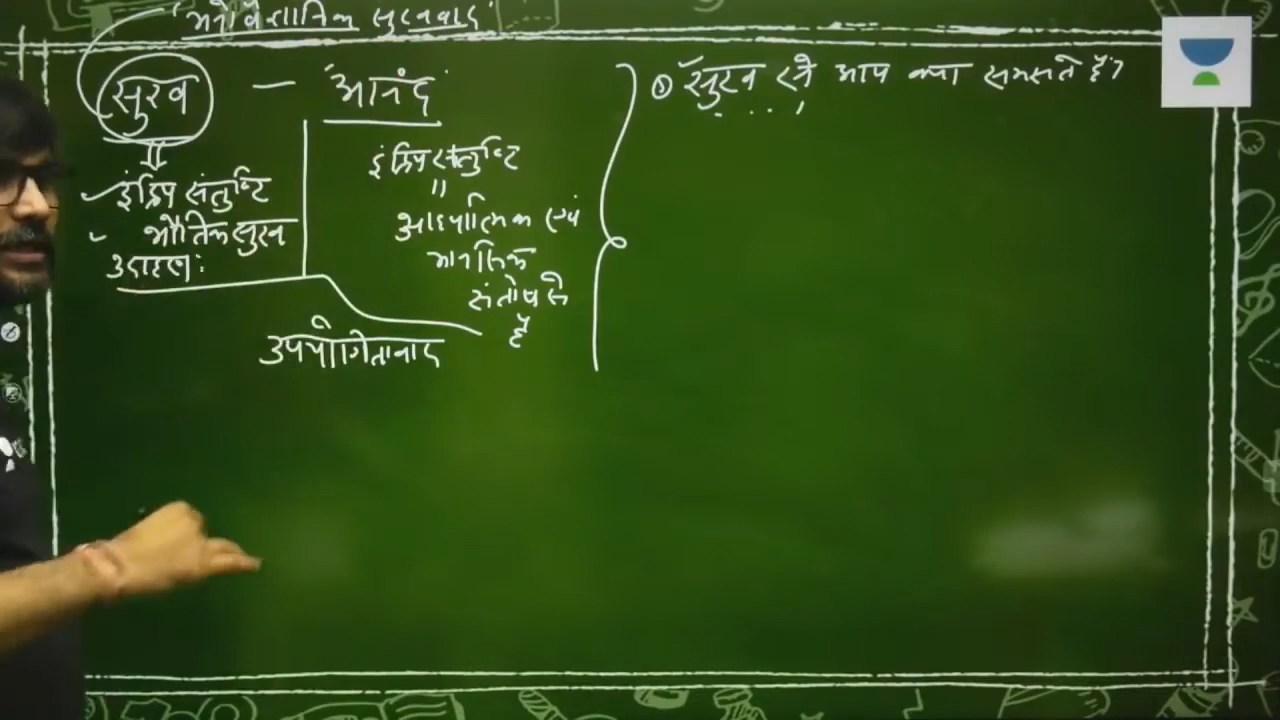 मनोवैज्ञानिक सुखवाद
सुख — आनंद
इंद्रिय संतुष्टि
भौतिक सुख
उदाहरण:
इंद्रिय संतुष्टि
"
आध्यात्मिक एवं
मानसिक
संतोष से
है
उपयोगितावाद
① सुख से आप क्या समझते हैं?